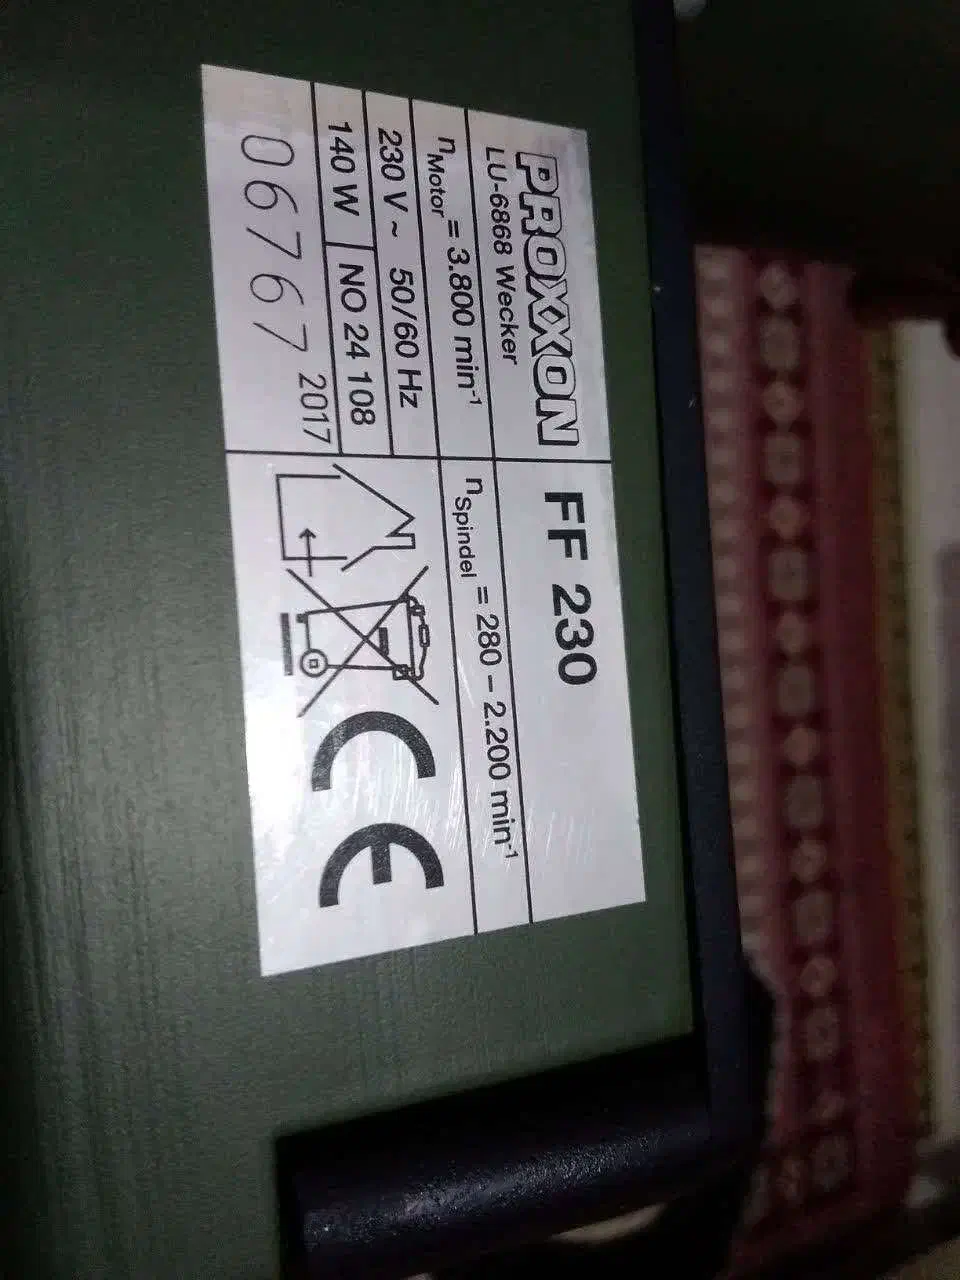 PROXXON FF 230
LU-6868 Wecker
nMotor = 3.800 min-1 nSpindel = 280 – 2.200 min-1
230 V ~ 50/60 Hz
140 W NO 24 108
06767 2017
CE